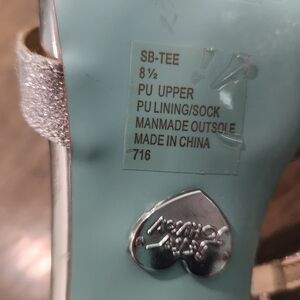 SB-TEE
8 ½
PU UPPER
PU LINING/SOCK
MANMADE OUTSOLE
MADE IN CHINA
716